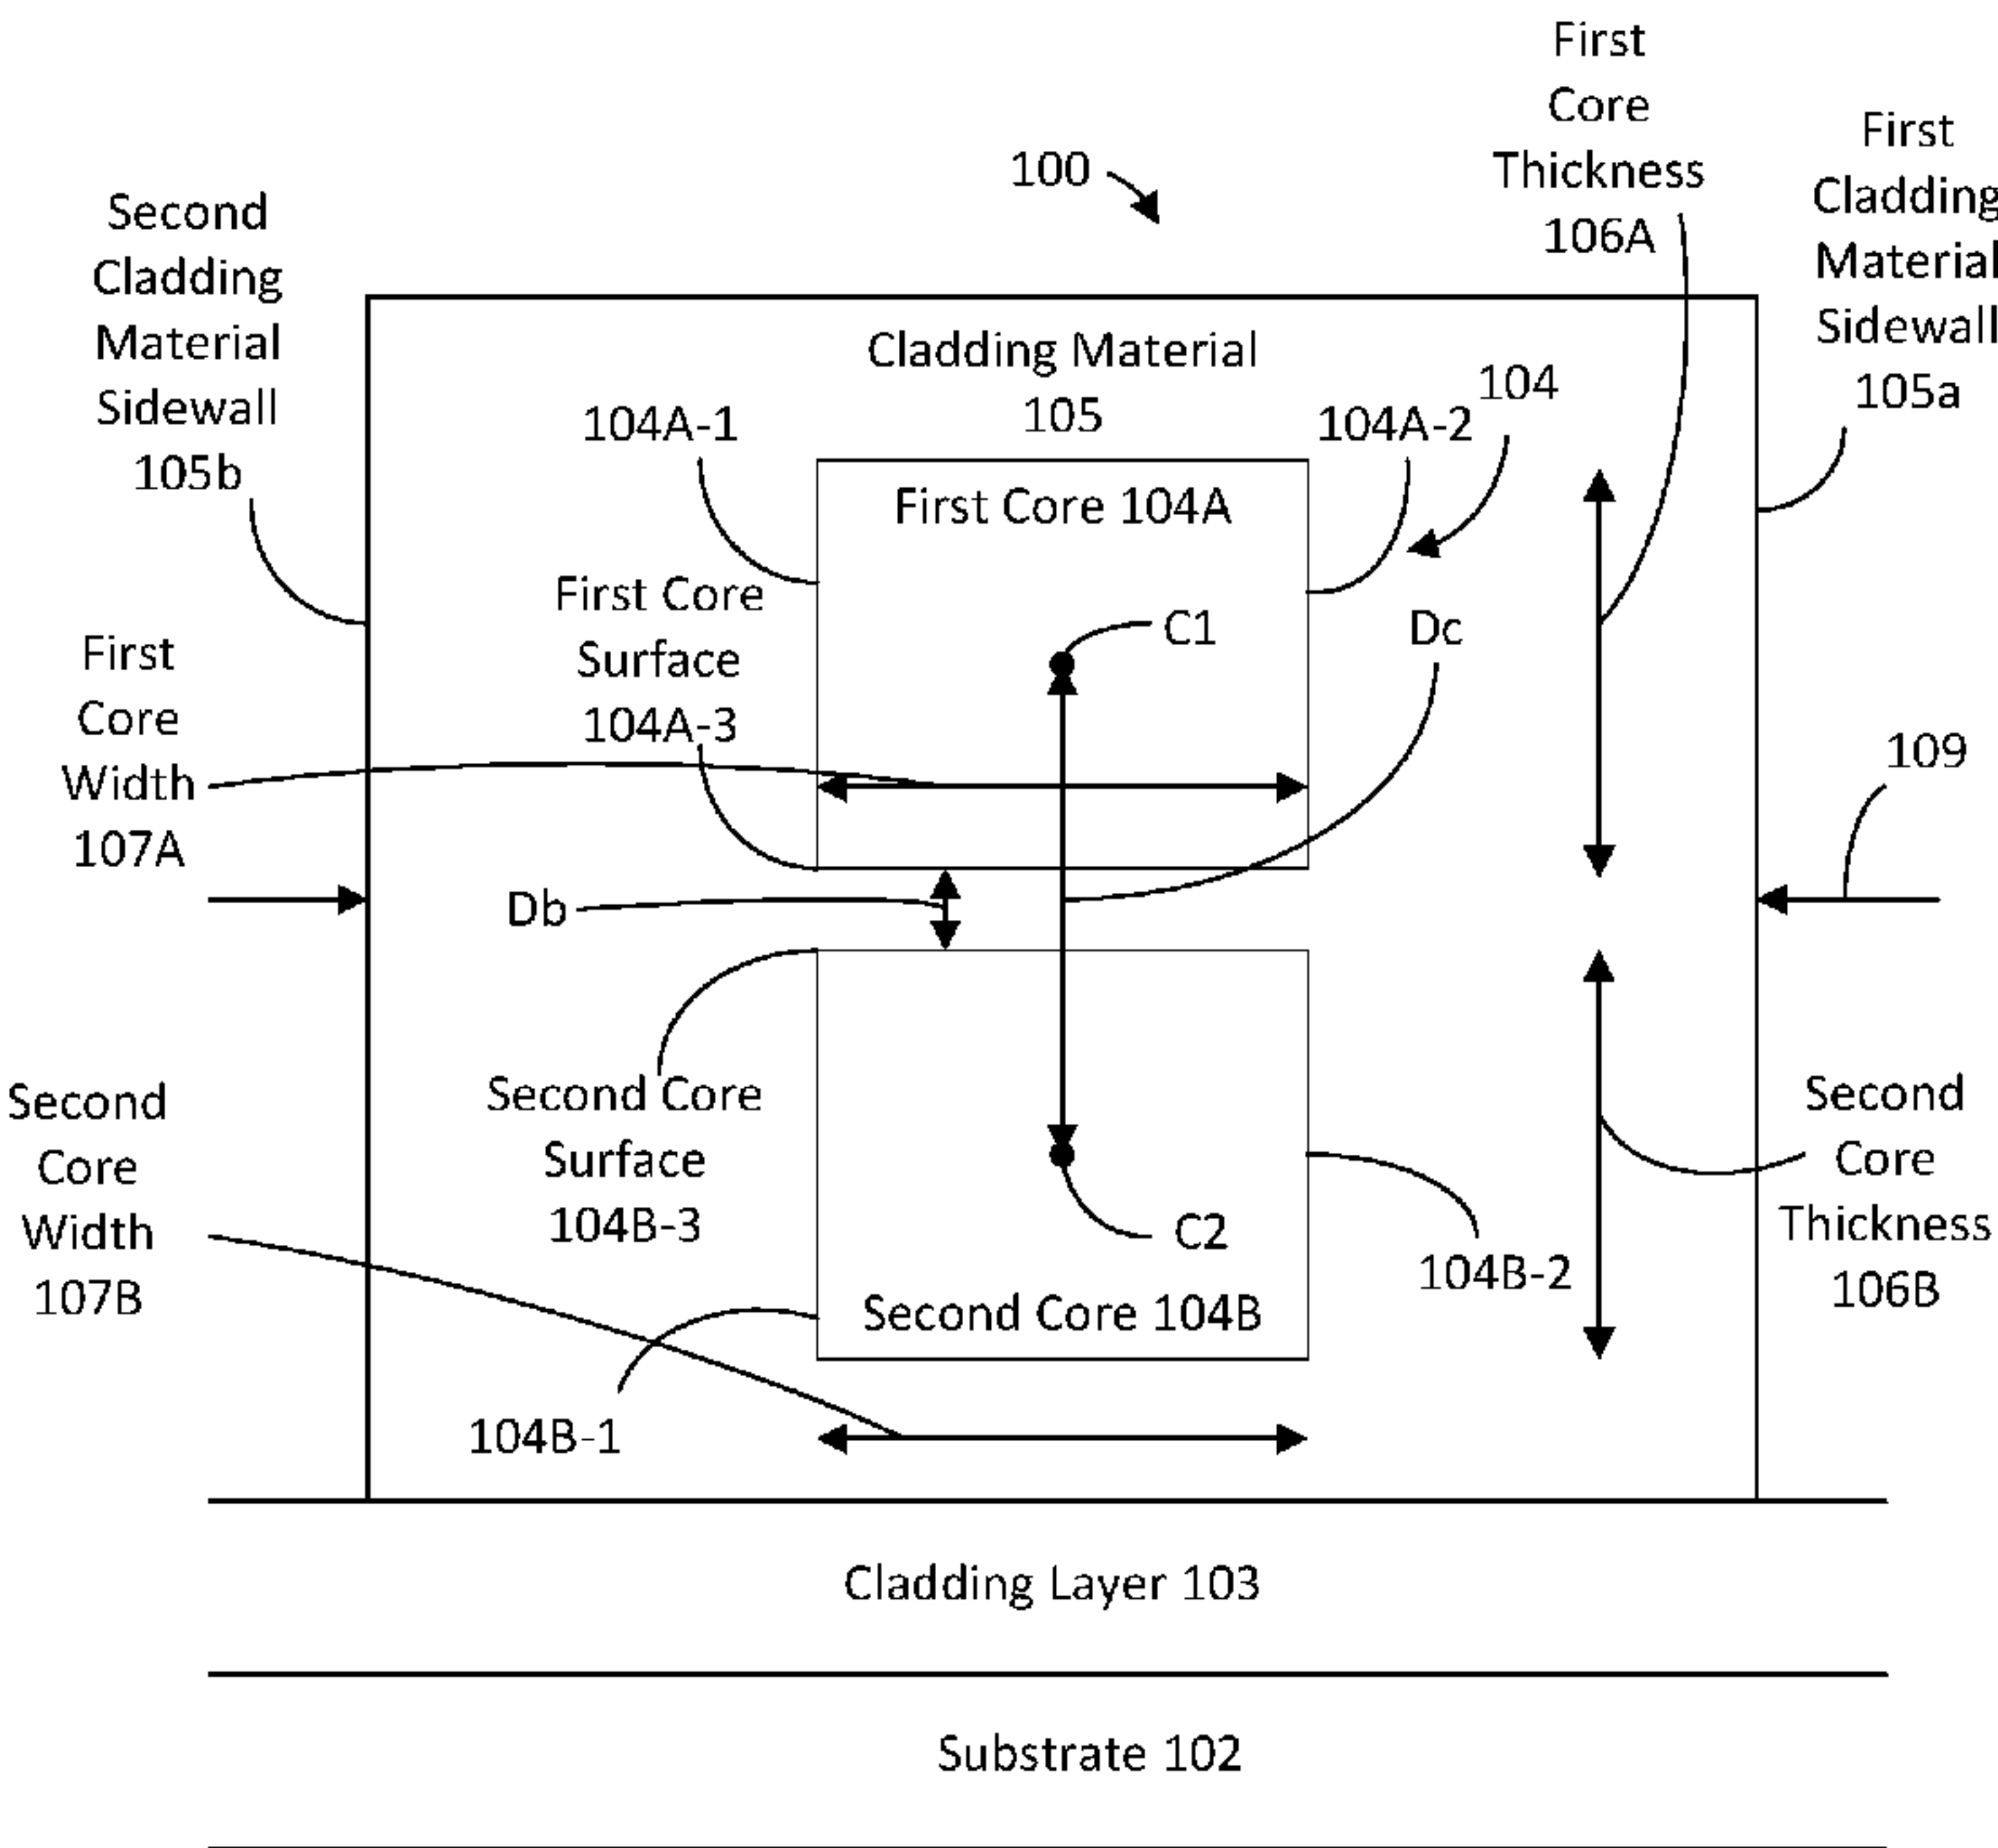 First
Core
Thickness
106A
First
Cladding
Material
Sidewall
105a
100
Second
Cladding
Material
Sidewall
105b
Cladding Material
105
104
104A-1
104A-2
First Core 104A
First Core
Surface
104A-3
C1
Dc
First
Core
Width
107A
109
Db
Second
Core
Width
107B
Second Core
Surface
104B-3
C2
104B-2
Second
Core
Thickness
106B
Second Core 104B
104B-1
Cladding Layer 103
Substrate 102